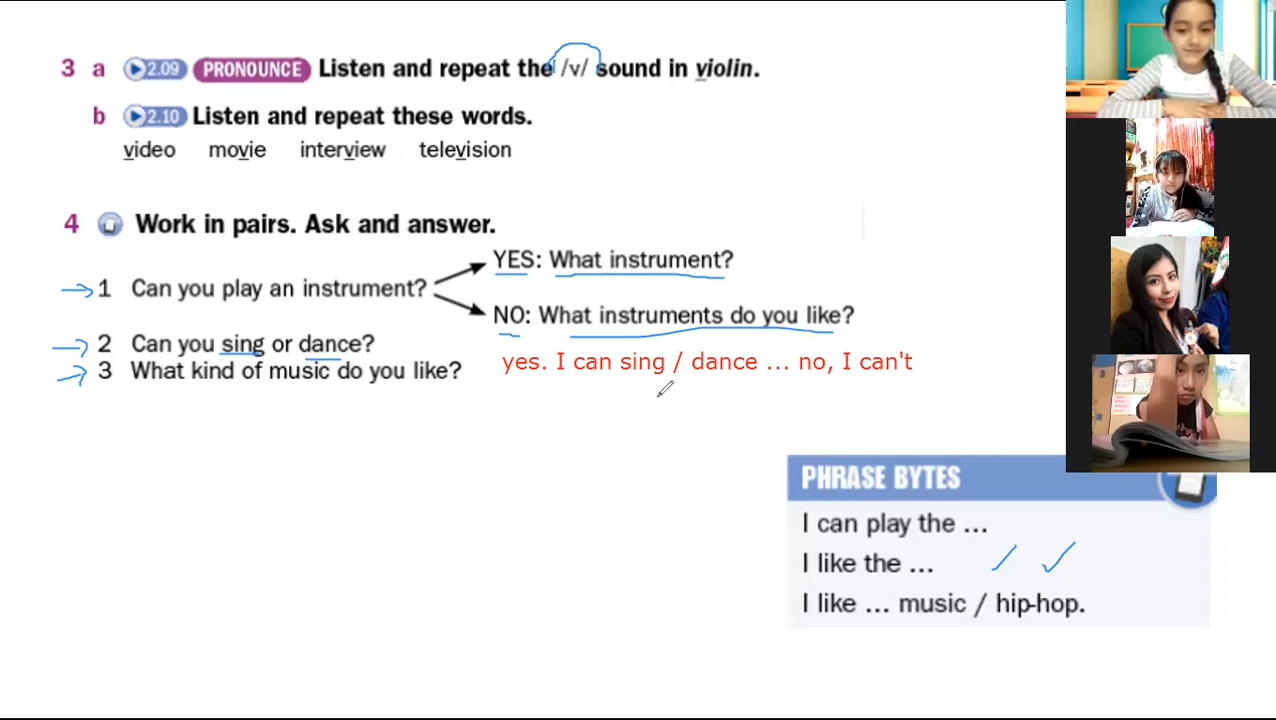 3 a 2.09 PRONOUNCE Listen and repeat the /v/ sound in violin.
b 2.10 Listen and repeat these words.
video movie interview television
4 Work in pairs. Ask and answer.
1 Can you play an instrument?
YES: What instrument?
NO: What instruments do you like?
2 Can you sing or dance?
3 What kind of music do you like?
yes. I can sing / dance ... no, I can't
PHRASE BYTES
I can play the ...
I like the ...
I like ... music / hip-hop.